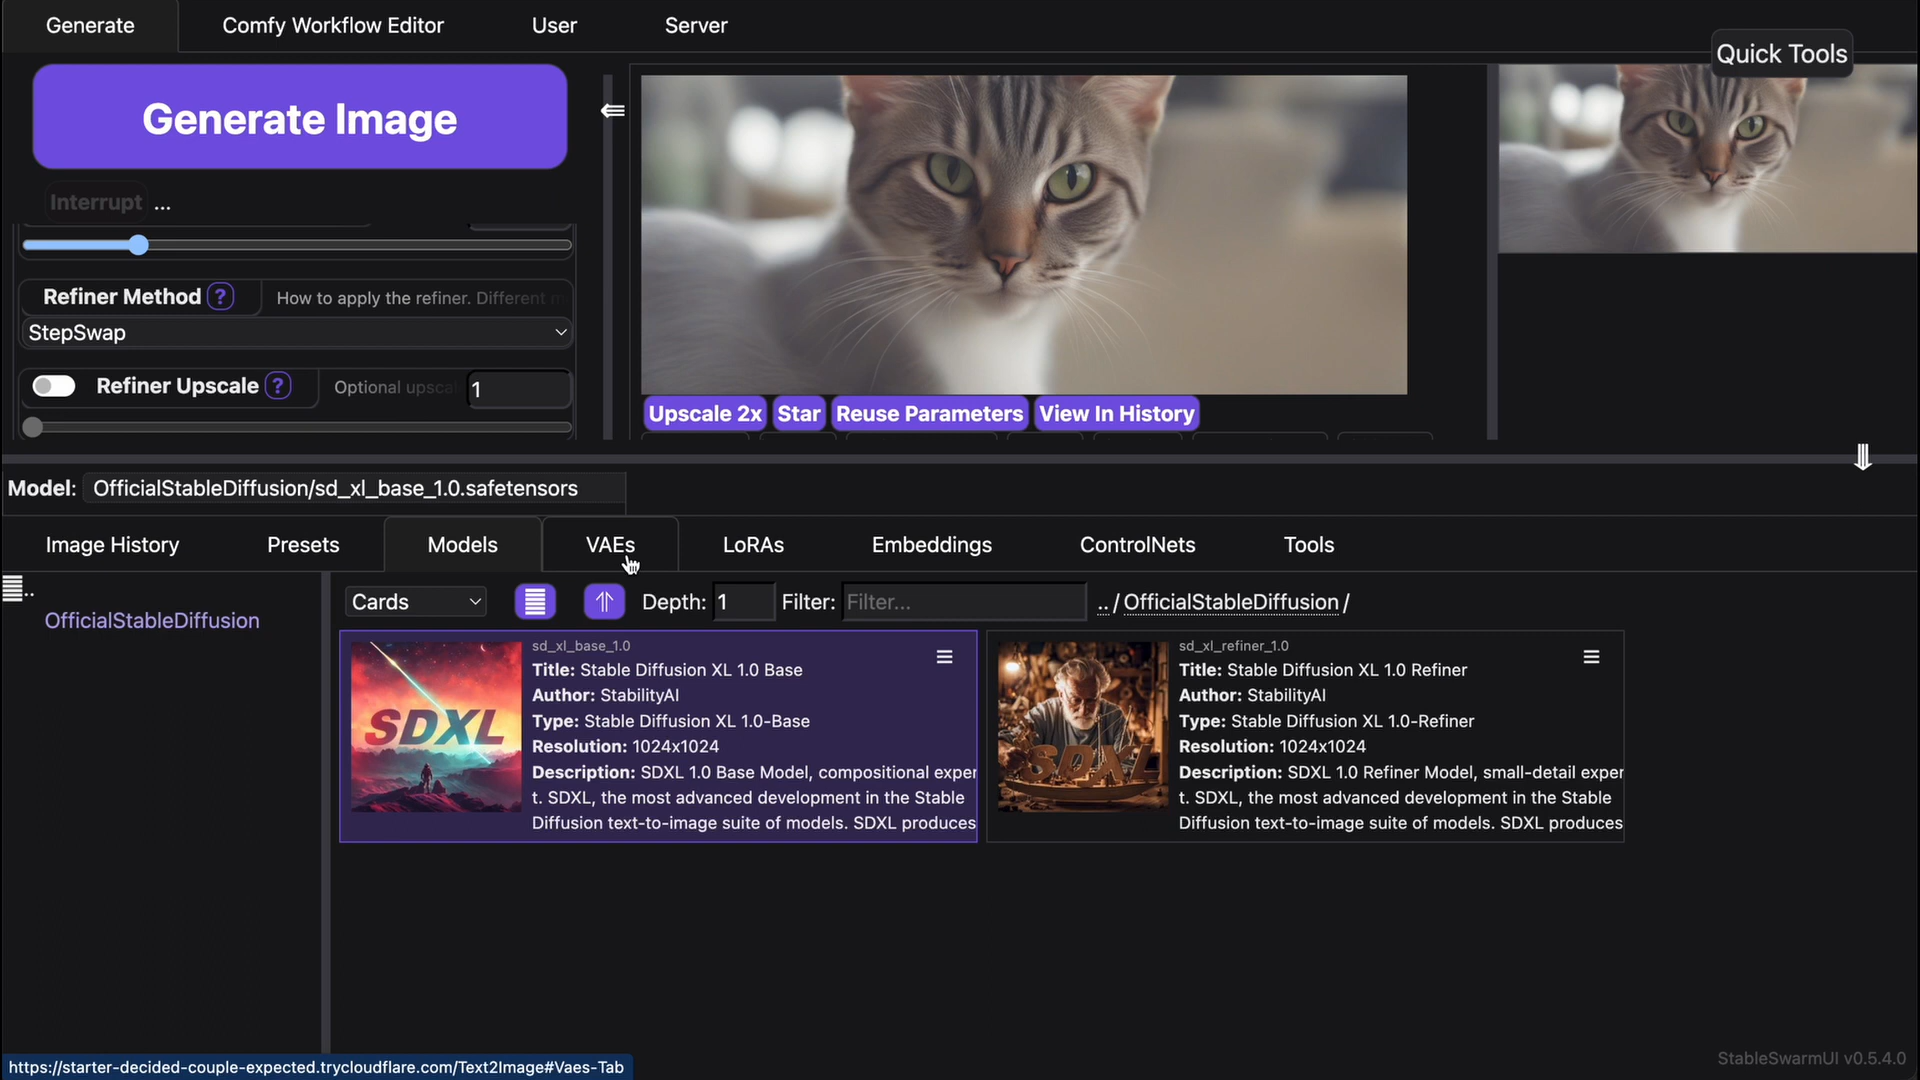 Generate
Comfy Workflow Editor
User
Server
Quick Tools
Generate Image
Interrupt ...
Refiner Method ?
How to apply the refiner. Different
StepSwap
Refiner Upscale ?
Optional
1
Upscale 2x
Star
Reuse Parameters
View In History
Model: OfficialStableDiffusion/sd_xl_base_1.0.safetensors
Image History
Presets
Models
VAEs
LoRAs
Embeddings
ControlNets
Tools
..
OfficialStableDiffusion
Cards
Depth: 1
Filter: Filter...
../OfficialStableDiffusion/
SDXL
sd_xl_base_1.0
Title: Stable Diffusion XL 1.0 Base
Author: StabilityAI
Type: Stable Diffusion XL 1.0-Base
Resolution: 1024x1024
Description: SDXL 1.0 Base Model, compositional exper
t. SDXL, the most advanced development in the Stable
Diffusion text-to-image suite of models. SDXL produces
SDXL
sd_xl_refiner_1.0
Title: Stable Diffusion XL 1.0 Refiner
Author: StabilityAI
Type: Stable Diffusion XL 1.0-Refiner
Resolution: 1024x1024
Description: SDXL 1.0 Refiner Model, small-detail exper
t. SDXL, the most advanced development in the Stable
Diffusion text-to-image suite of models. SDXL produces
https://starter-decided-couple-expected.trycloudflare.com/Text2Image#Vaes-Tab
StableSwarmUI v0.5.4.0